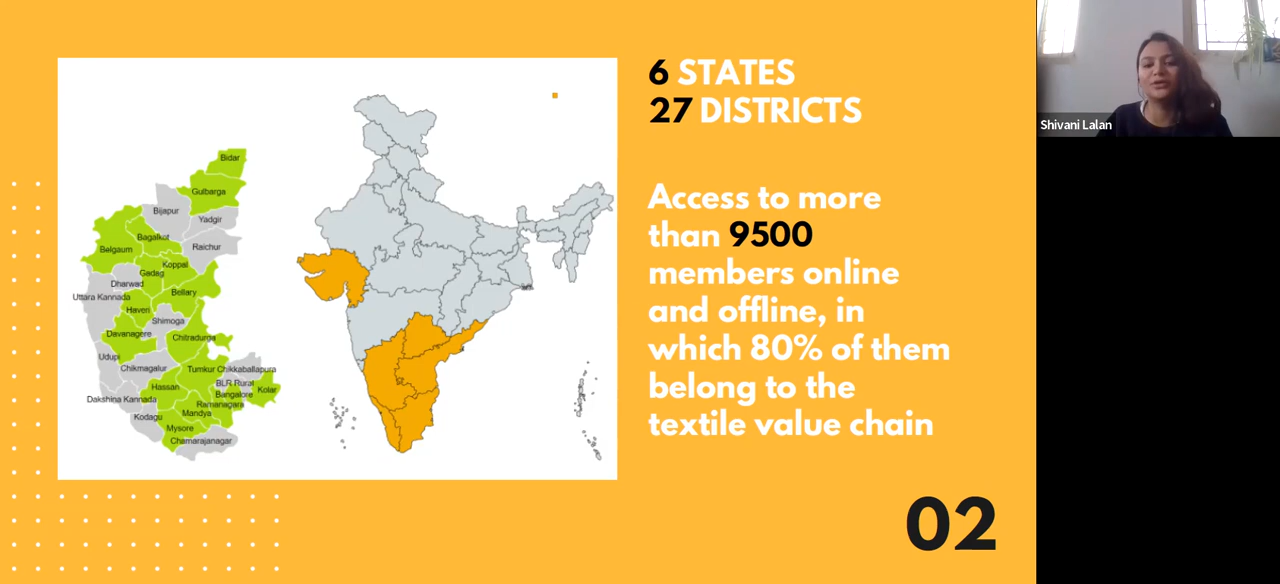 6 STATES
27 DISTRICTS
Access to more
than 9500
members online
and offline, in
which 80% of them
belong to the
textile value chain
02
Bidar
Gulbarga
Bijapur
Yadgir
Bagalkot
Raichur
Belgaum
Koppal
Gadag
Dharwad
Bellary
Uttara Kannada
Haveri
Shimoga
Davanagere
Chitradurga
Udupi
Chikmagalur
Tumkur
Chikkaballapura
BLR Rural
Hassan
Kolar
Bangalore
Dakshina Kannada
Ramanagara
Mandya
Kodagu
Mysore
Chamarajanagar
Shivani Lalan